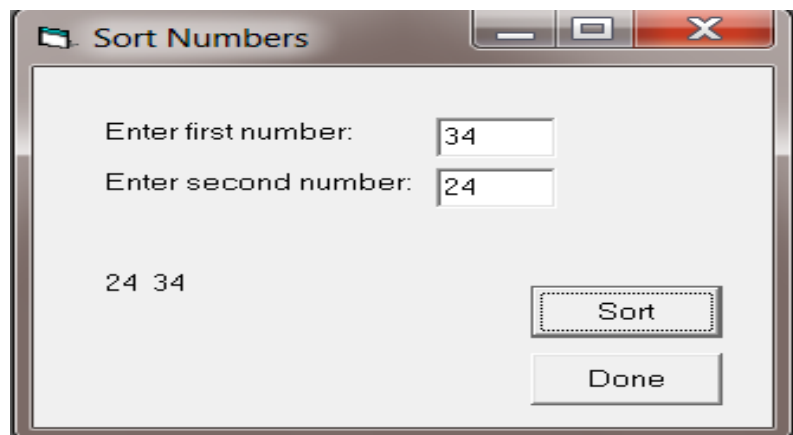 Sort Numbers
Enter first number: 34
Enter second number: 24
24 34
Sort
Done